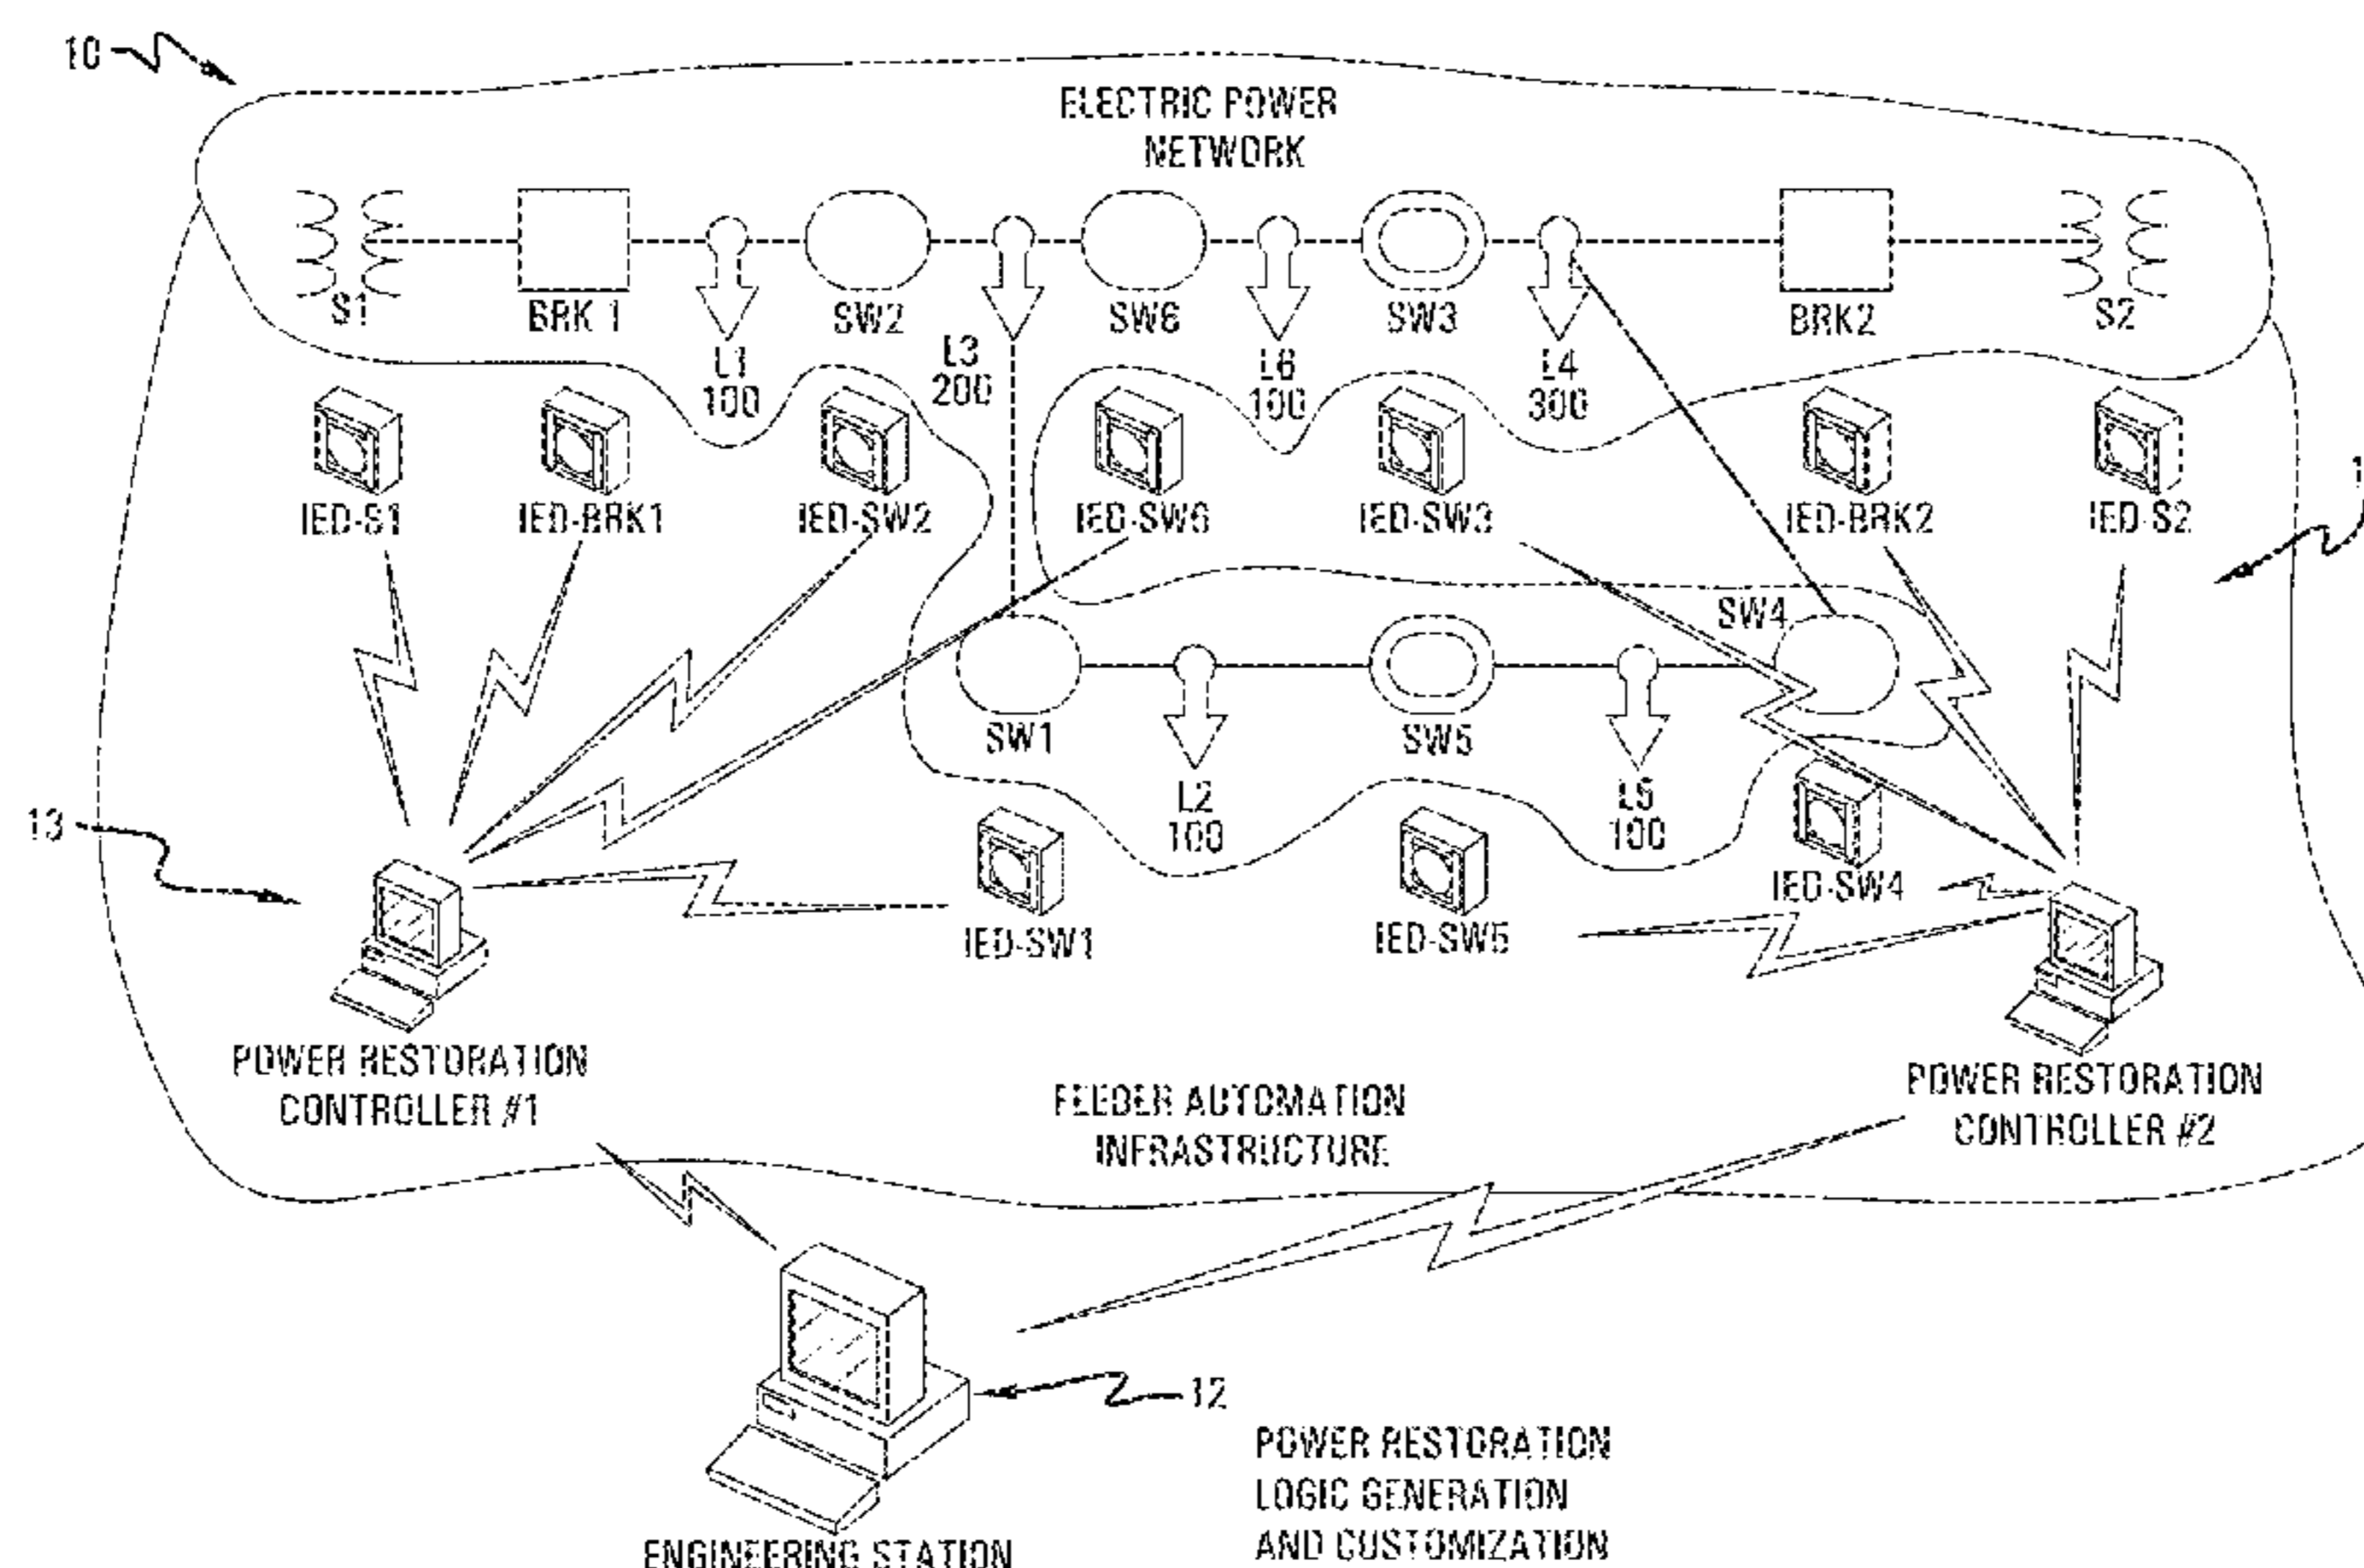 10
ELECTRIC POWER
NETWORK
S1
BRK 1
SW2
SW6
SW3
BRK2
S2
L1
100
L3
200
L6
100
L4
300
IED-S1
IED-BRK1
IED-SW2
IED-SW6
IED-SW3
IED-BRK2
IED-S2
1
SW4
SW1
SW5
L2
100
L5
100
13
IED-SW1
IED-SW5
IED-SW4
POWER RESTORATION
CONTROLLER #1
FEEDER AUTOMATION
INFRASTRUCTURE
POWER RESTORATION
CONTROLLER #2
12
POWER RESTORATION
LOGIC GENERATION
AND CUSTOMIZATION
ENGINEERING STATION